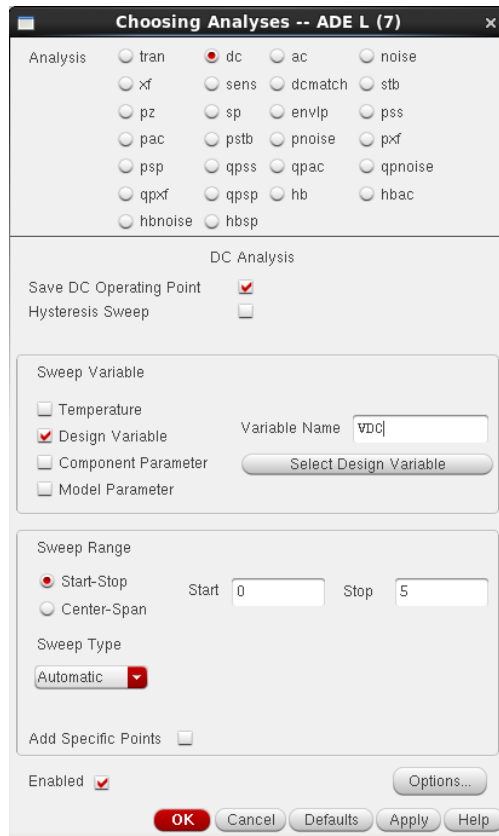 Choosing Analyses -- ADE L (7)
Analysis tran dc ac noise
xf sens dcmatch stb
pz sp envlp pss
pac pstb pnoise pxf
psp qpss qpac qpnoise
qpxf qpsp hb hbac
hbnoise hbsp
DC Analysis
Save DC Operating Point
Hysteresis Sweep
Sweep Variable
Temperature
Design Variable Variable Name VDC
Component Parameter Select Design Variable
Model Parameter
Sweep Range
Start-Stop Start 0 Stop 5
Center-Span
Sweep Type
Automatic
Add Specific Points
Enabled Options...
OK Cancel Defaults Apply Help